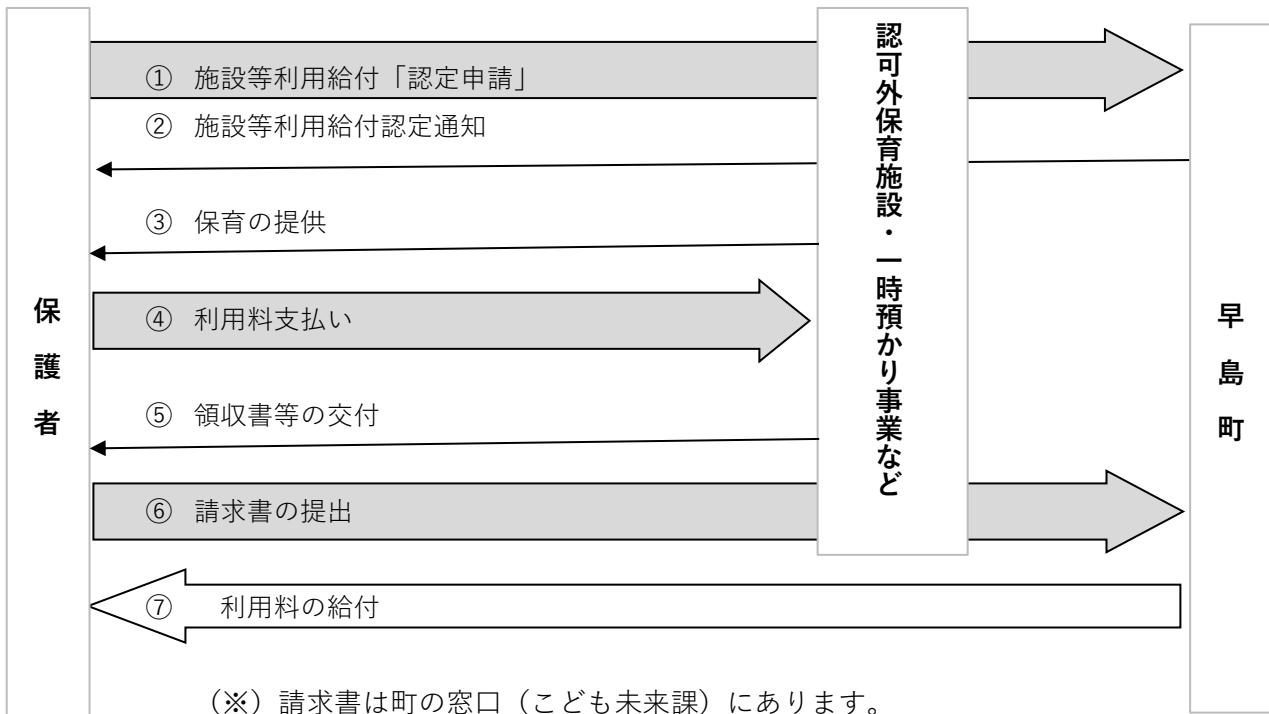 ① 施設等利用給付「認定申請」
② 施設等利用給付認定通知
③ 保育の提供
④ 利用料支払い
⑤ 領収書等の交付
⑥ 請求書の提出
⑦ 利用料の給付
保護者
認可外保育施設・一時預かり事業など
早島町
（※）請求書は町の窓口（こども未来課）にあります。